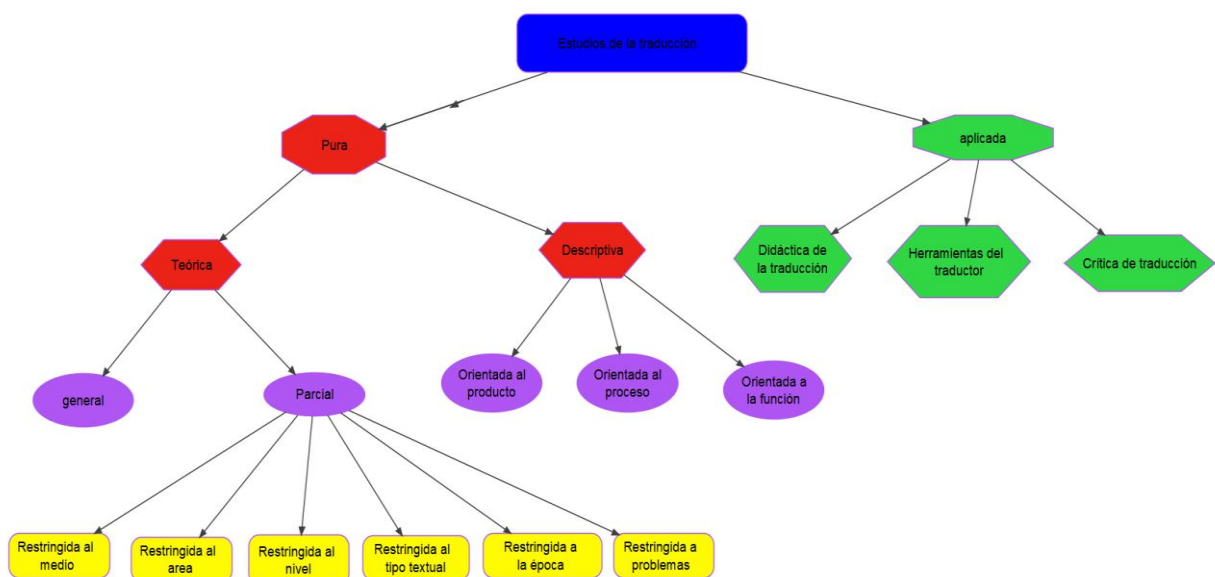 Estudios de la traducción
Pura
aplicada
Teórica
Descriptiva
Didáctica de
la traducción
Herramientas del
traductor
Crítica de traducción
general
Parcial
Orientada al
producto
Orientada al
proceso
Orientada a
la función
Restringida al
medio
Restringida al
area
Restringida al
nivel
Restringida al
tipo textual
Restringida a
la época
Restringida a
problemas